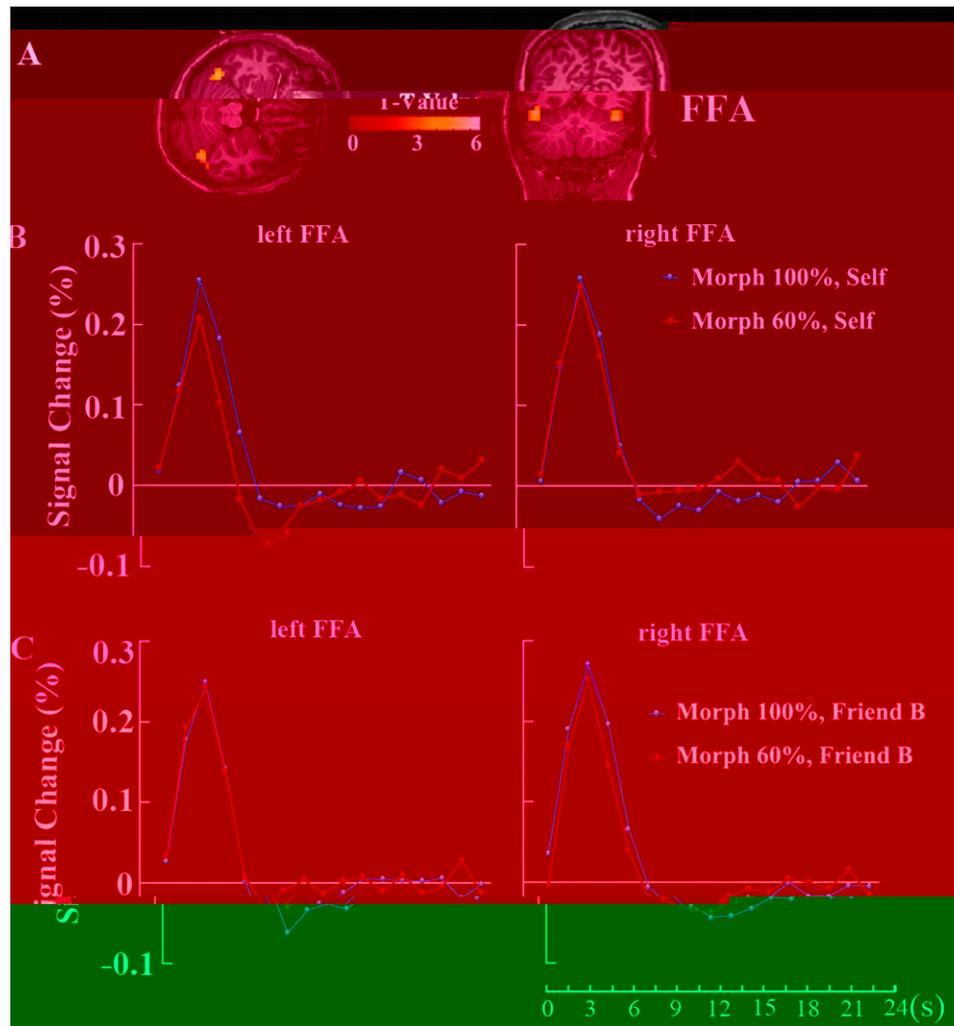 A
T-Value
0 3 6
FFA
B
left FFA
right FFA
0.3
0.2
0.1
0
-0.1
Signal Change (%)
Morph 100%, Self
Morph 60%, Self
C
left FFA
right FFA
0.3
0.2
0.1
0
-0.1
Signal Change (%)
Morph 100%, Friend B
Morph 60%, Friend B
0 3 6 9 12 15 18 21 24 (s)